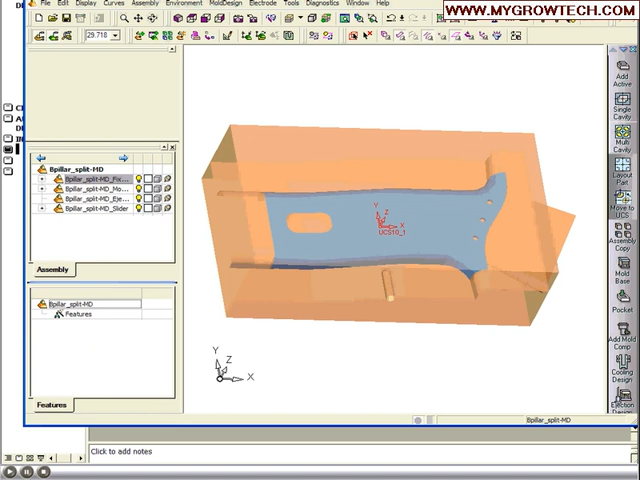 WWW.MYGROWTECH.COM
File Edit Display Curves Assembly Environment MoldDesign Electrode Tools Diagnostics Window Help
29.718
Bpillar_split-MD
Bpillar_split-MD_Fix...
Bpillar_split-MD_Mo...
Bpillar_split-MD_Eje...
Bpillar_split-MD_Slider
Assembly
Bpillar_split-MD
Features
Features
Y
Z
X
UCS10_1
Y
Z
X
Add Active
Single Cavity
Multi Cavity
Layout Part
Move to UCS
Assembly Copy
Mold Base
Pocket
Add Mold Comp
Cooling Design
Ejection
Bpillar_split-MD
Click to add notes